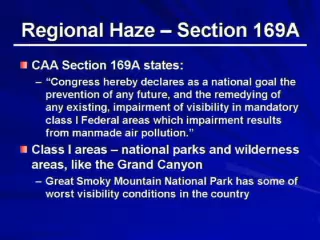 Regional Haze – Section 169A
CAA Section 169A states:
– “Congress hereby declares as a national goal the
prevention of any future, and the remedying of
any existing, impairment of visibility in mandatory
class I Federal areas which impairment results
from manmade air pollution.”
Class I areas – national parks and wilderness
areas, like the Grand Canyon
– Great Smoky Mountain National Park has some of
worst visibility conditions in the country